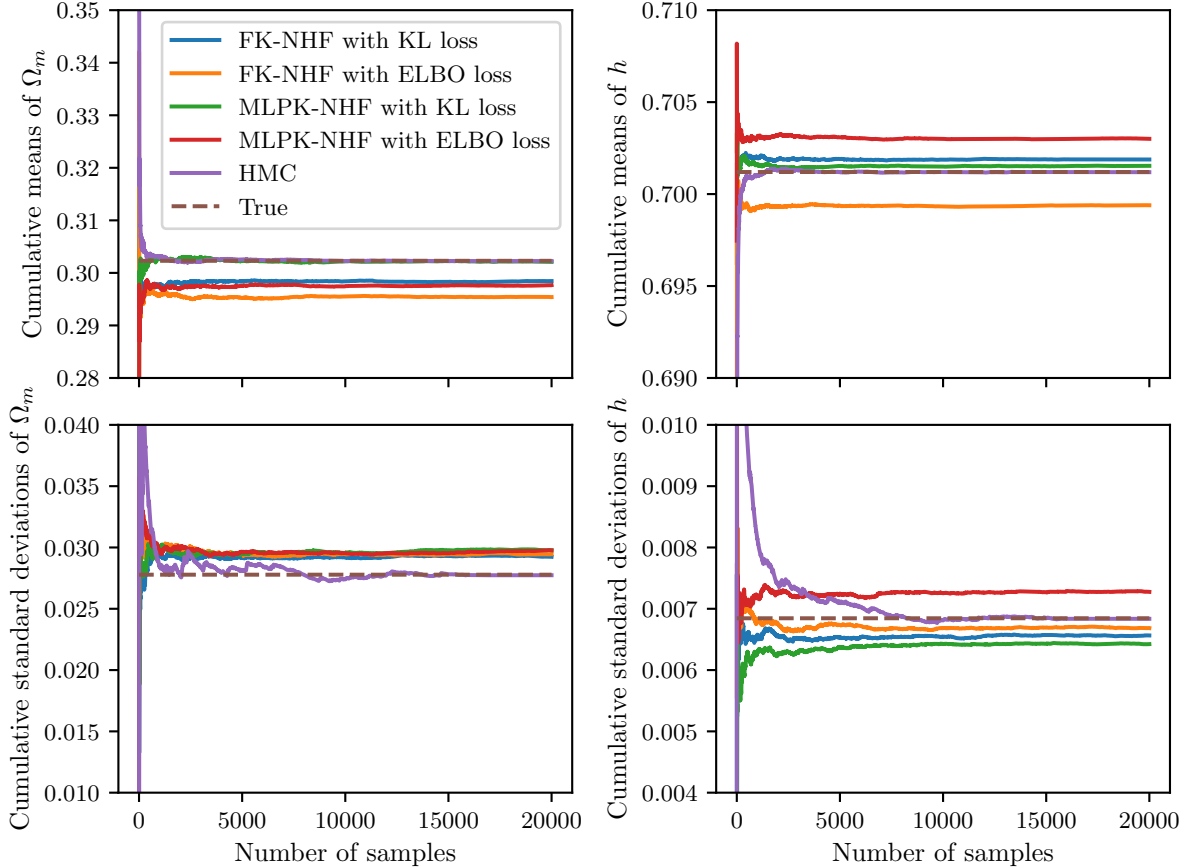 Cumulative means of Ωm
0.35
0.34
0.33
0.32
0.31
0.30
0.29
0.28
FK-NHF with KL loss
FK-NHF with ELBO loss
MLPK-NHF with KL loss
MLPK-NHF with ELBO loss
HMC
True
Cumulative means of h
0.710
0.705
0.700
0.695
0.690
Cumulative standard deviations of Ωm
0.040
0.035
0.030
0.025
0.020
0.015
0.010
0 5000 10000 15000 20000
Number of samples
Cumulative standard deviations of h
0.010
0.009
0.008
0.007
0.006
0.005
0.004
0 5000 10000 15000 20000
Number of samples